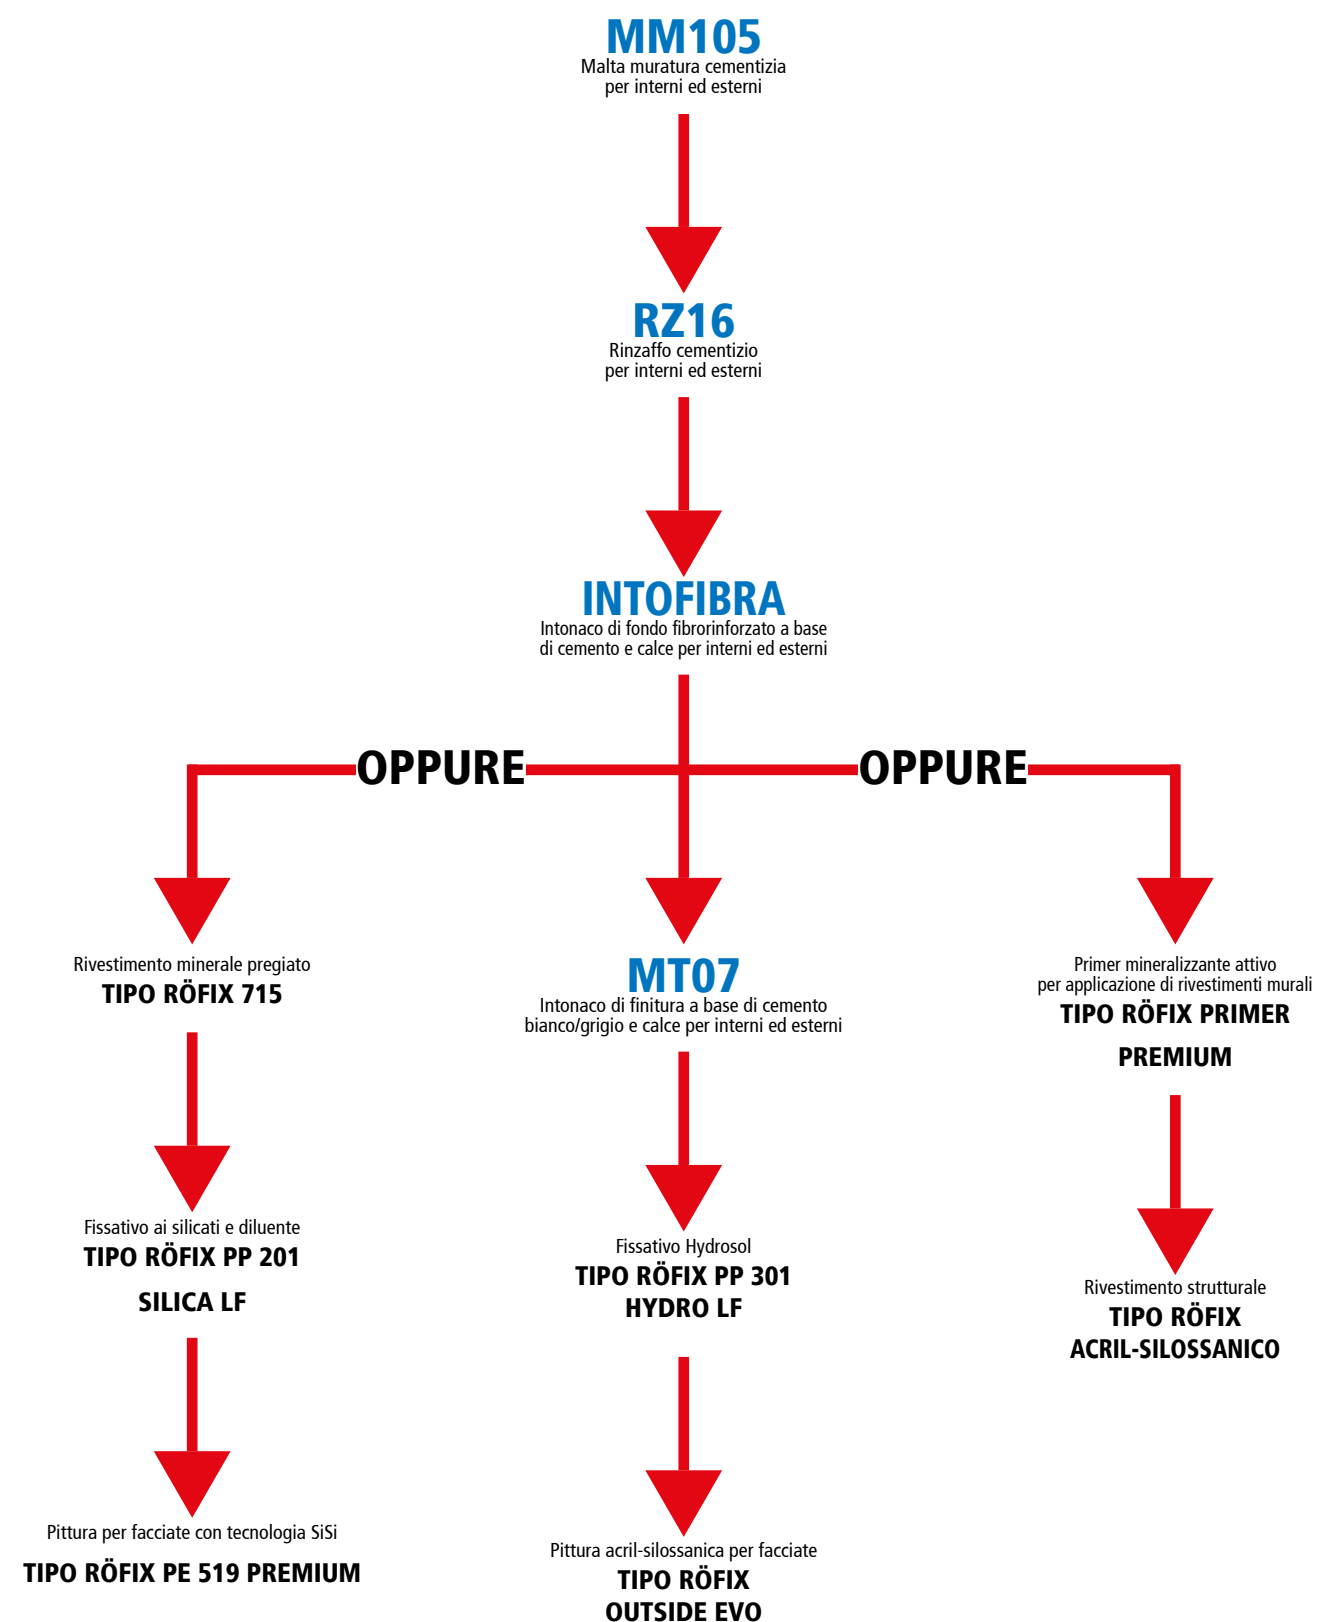 MM105
Malta muratura cementizia
per interni ed esterni
RZ16
Rinzaffo cementizio
per interni ed esterni
INTOFIBRA
Intonaco di fondo fibrorinforzato a base
di cemento e calce per interni ed esterni
OPPURE
OPPURE
Rivestimento minerale pregiato
TIPO RÖFIX 715
Fissativo ai silicati e diluente
TIPO RÖFIX PP 201
SILICA LF
Pittura per facciate con tecnologia SiSi
TIPO RÖFIX PE 519 PREMIUM
MT07
Intonaco di finitura a base di cemento
bianco/grigio e calce per interni ed esterni
Fissativo Hydrosol
TIPO RÖFIX PP 301
HYDRO LF
Pittura acril-silossanica per facciate
TIPO RÖFIX
OUTSIDE EVO
Primer mineralizzante attivo
per applicazione di rivestimenti murali
TIPO RÖFIX PRIMER
PREMIUM
Rivestimento strutturale
TIPO RÖFIX
ACRIL-SILOSSANICO